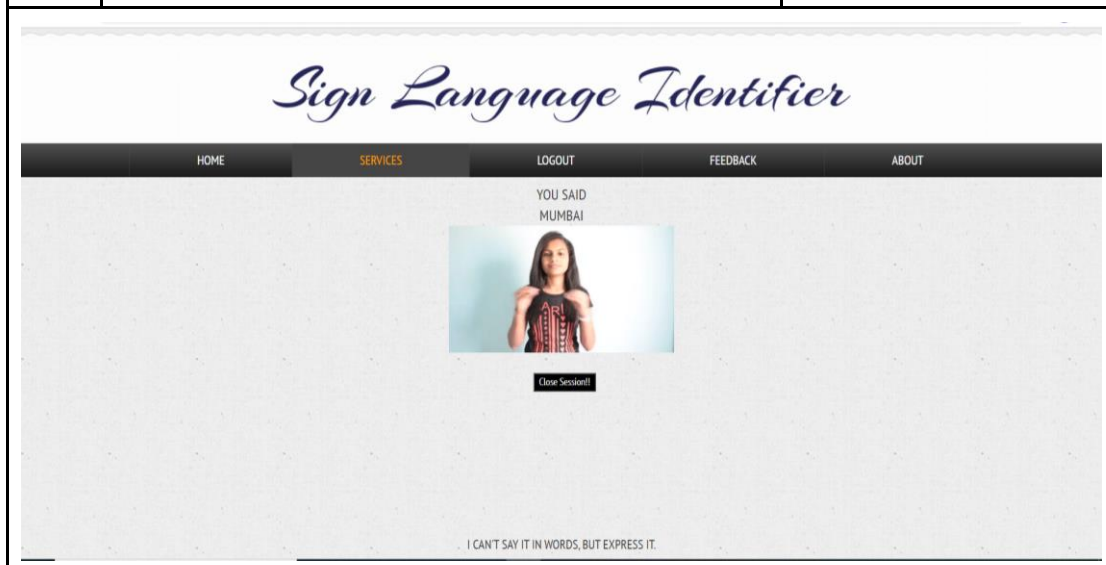 Sign Language Identifier
HOME SERVICES LOGOUT FEEDBACK ABOUT
YOU SAID
MUMBAI
ARI
Close Session!!
I CAN'T SAY IT IN WORDS, BUT EXPRESS IT.